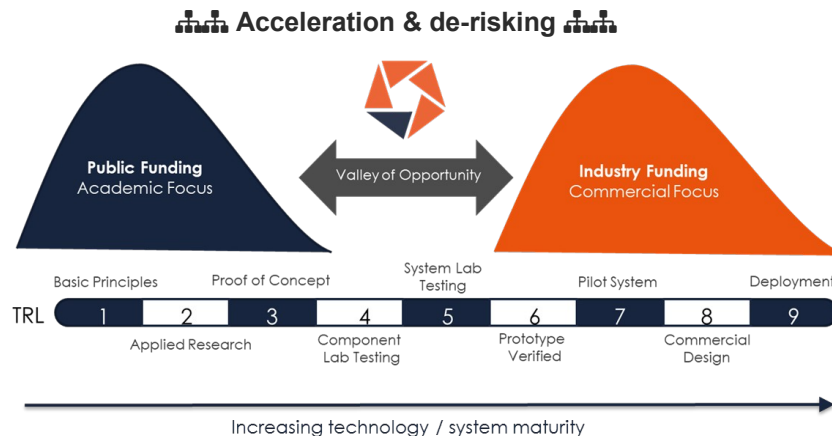 Acceleration & de-risking
Public Funding
Academic Focus
Valley of Opportunity
Industry Funding
Commercial Focus
Basic Principles
Proof of Concept
System Lab
Testing
Pilot System
Deployment
TRL
1
2
3
4
5
6
7
8
9
Applied Research
Component
Lab Testing
Prototype
Verified
Commercial
Design
Increasing technology / system maturity